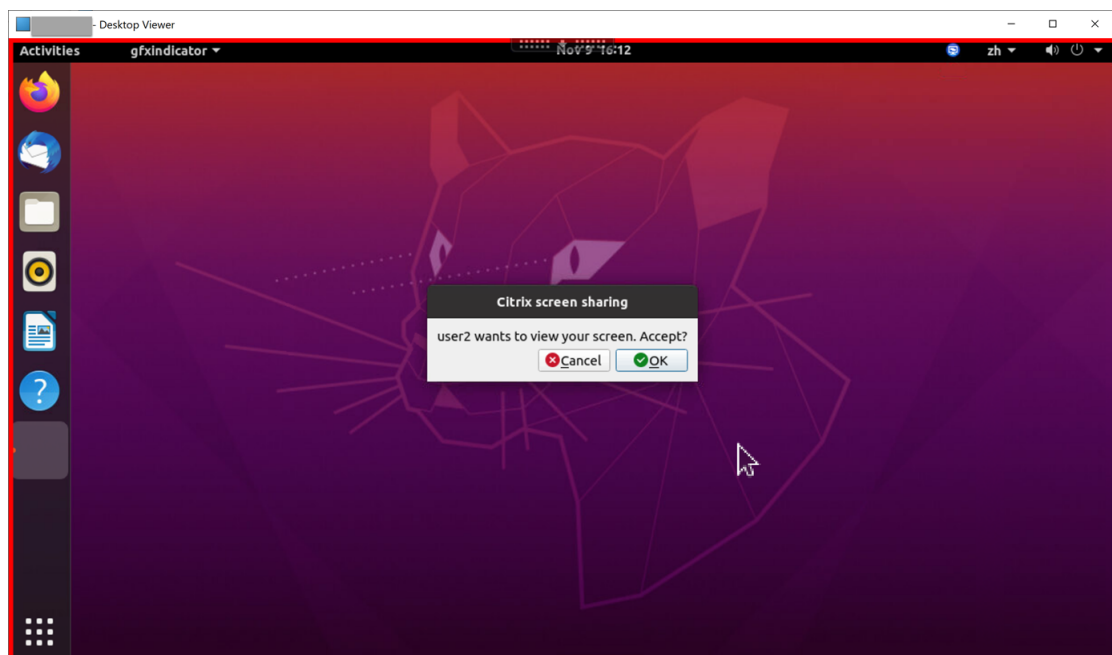 - Desktop Viewer
Activities gfxindicator Nov 9 16:12 zh
Citrix screen sharing
user2 wants to view your screen. Accept?
Cancel OK